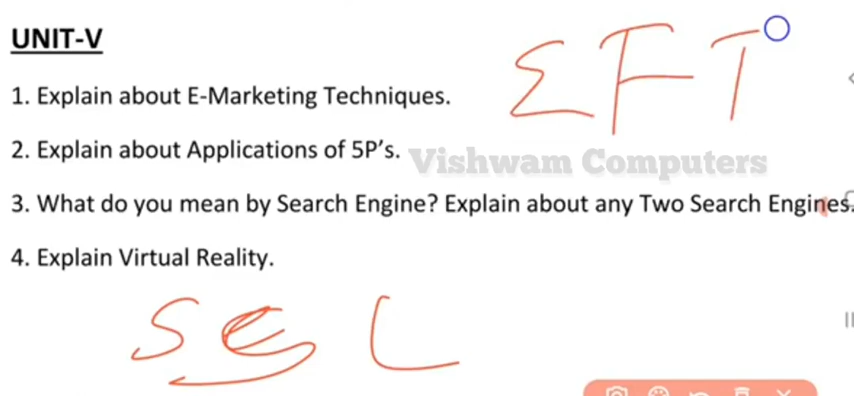 UNIT-V
EFT
1. Explain about E-Marketing Techniques.
2. Explain about Applications of 5P's.
Vishwam Computers
3. What do you mean by Search Engine? Explain about any Two Search Engines.
4. Explain Virtual Reality.